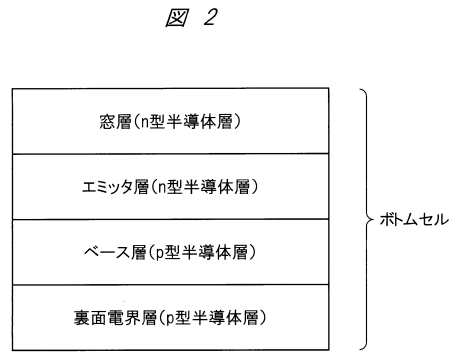 図 2
窓層(n型半導体層)
エミッタ層(n型半導体層)
ベース層(p型半導体層)
裏面電界層(p型半導体層)
ボトムセル